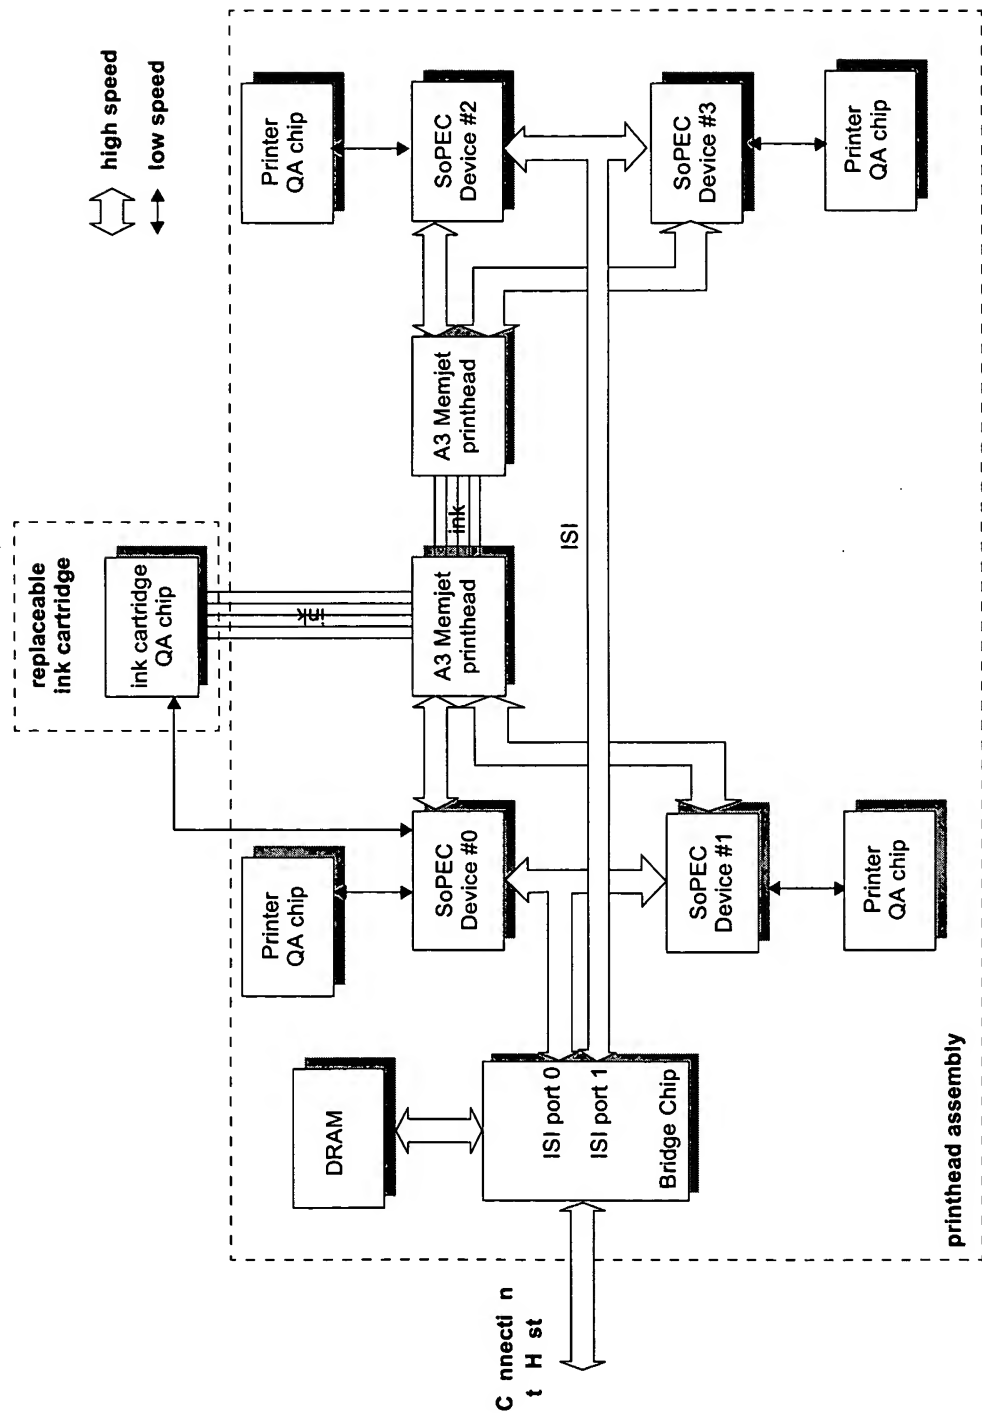 high speed
low speed
replaceable
ink cartridge
ink cartridge
QA chip
ink
Printer
QA chip
Printer
QA chip
DRAM
SoPEC
Device #0
A3 Memjet
printhead
ink
A3 Memjet
printhead
SoPEC
Device #2
ISI port 0
ISI port 1
Bridge Chip
ISI
C nnecti n
t H st
SoPEC
Device #1
SoPEC
Device #3
Printer
QA chip
Printer
QA chip
printhead assembly